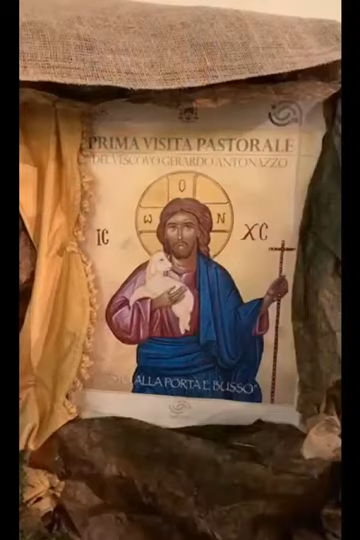 PRIMA VISITA PASTORALE
DEL VESCOVO GERARDO ANTONAZZO
Ο
ω Ν
IC XC
ALLA PORTA E BUSSO"